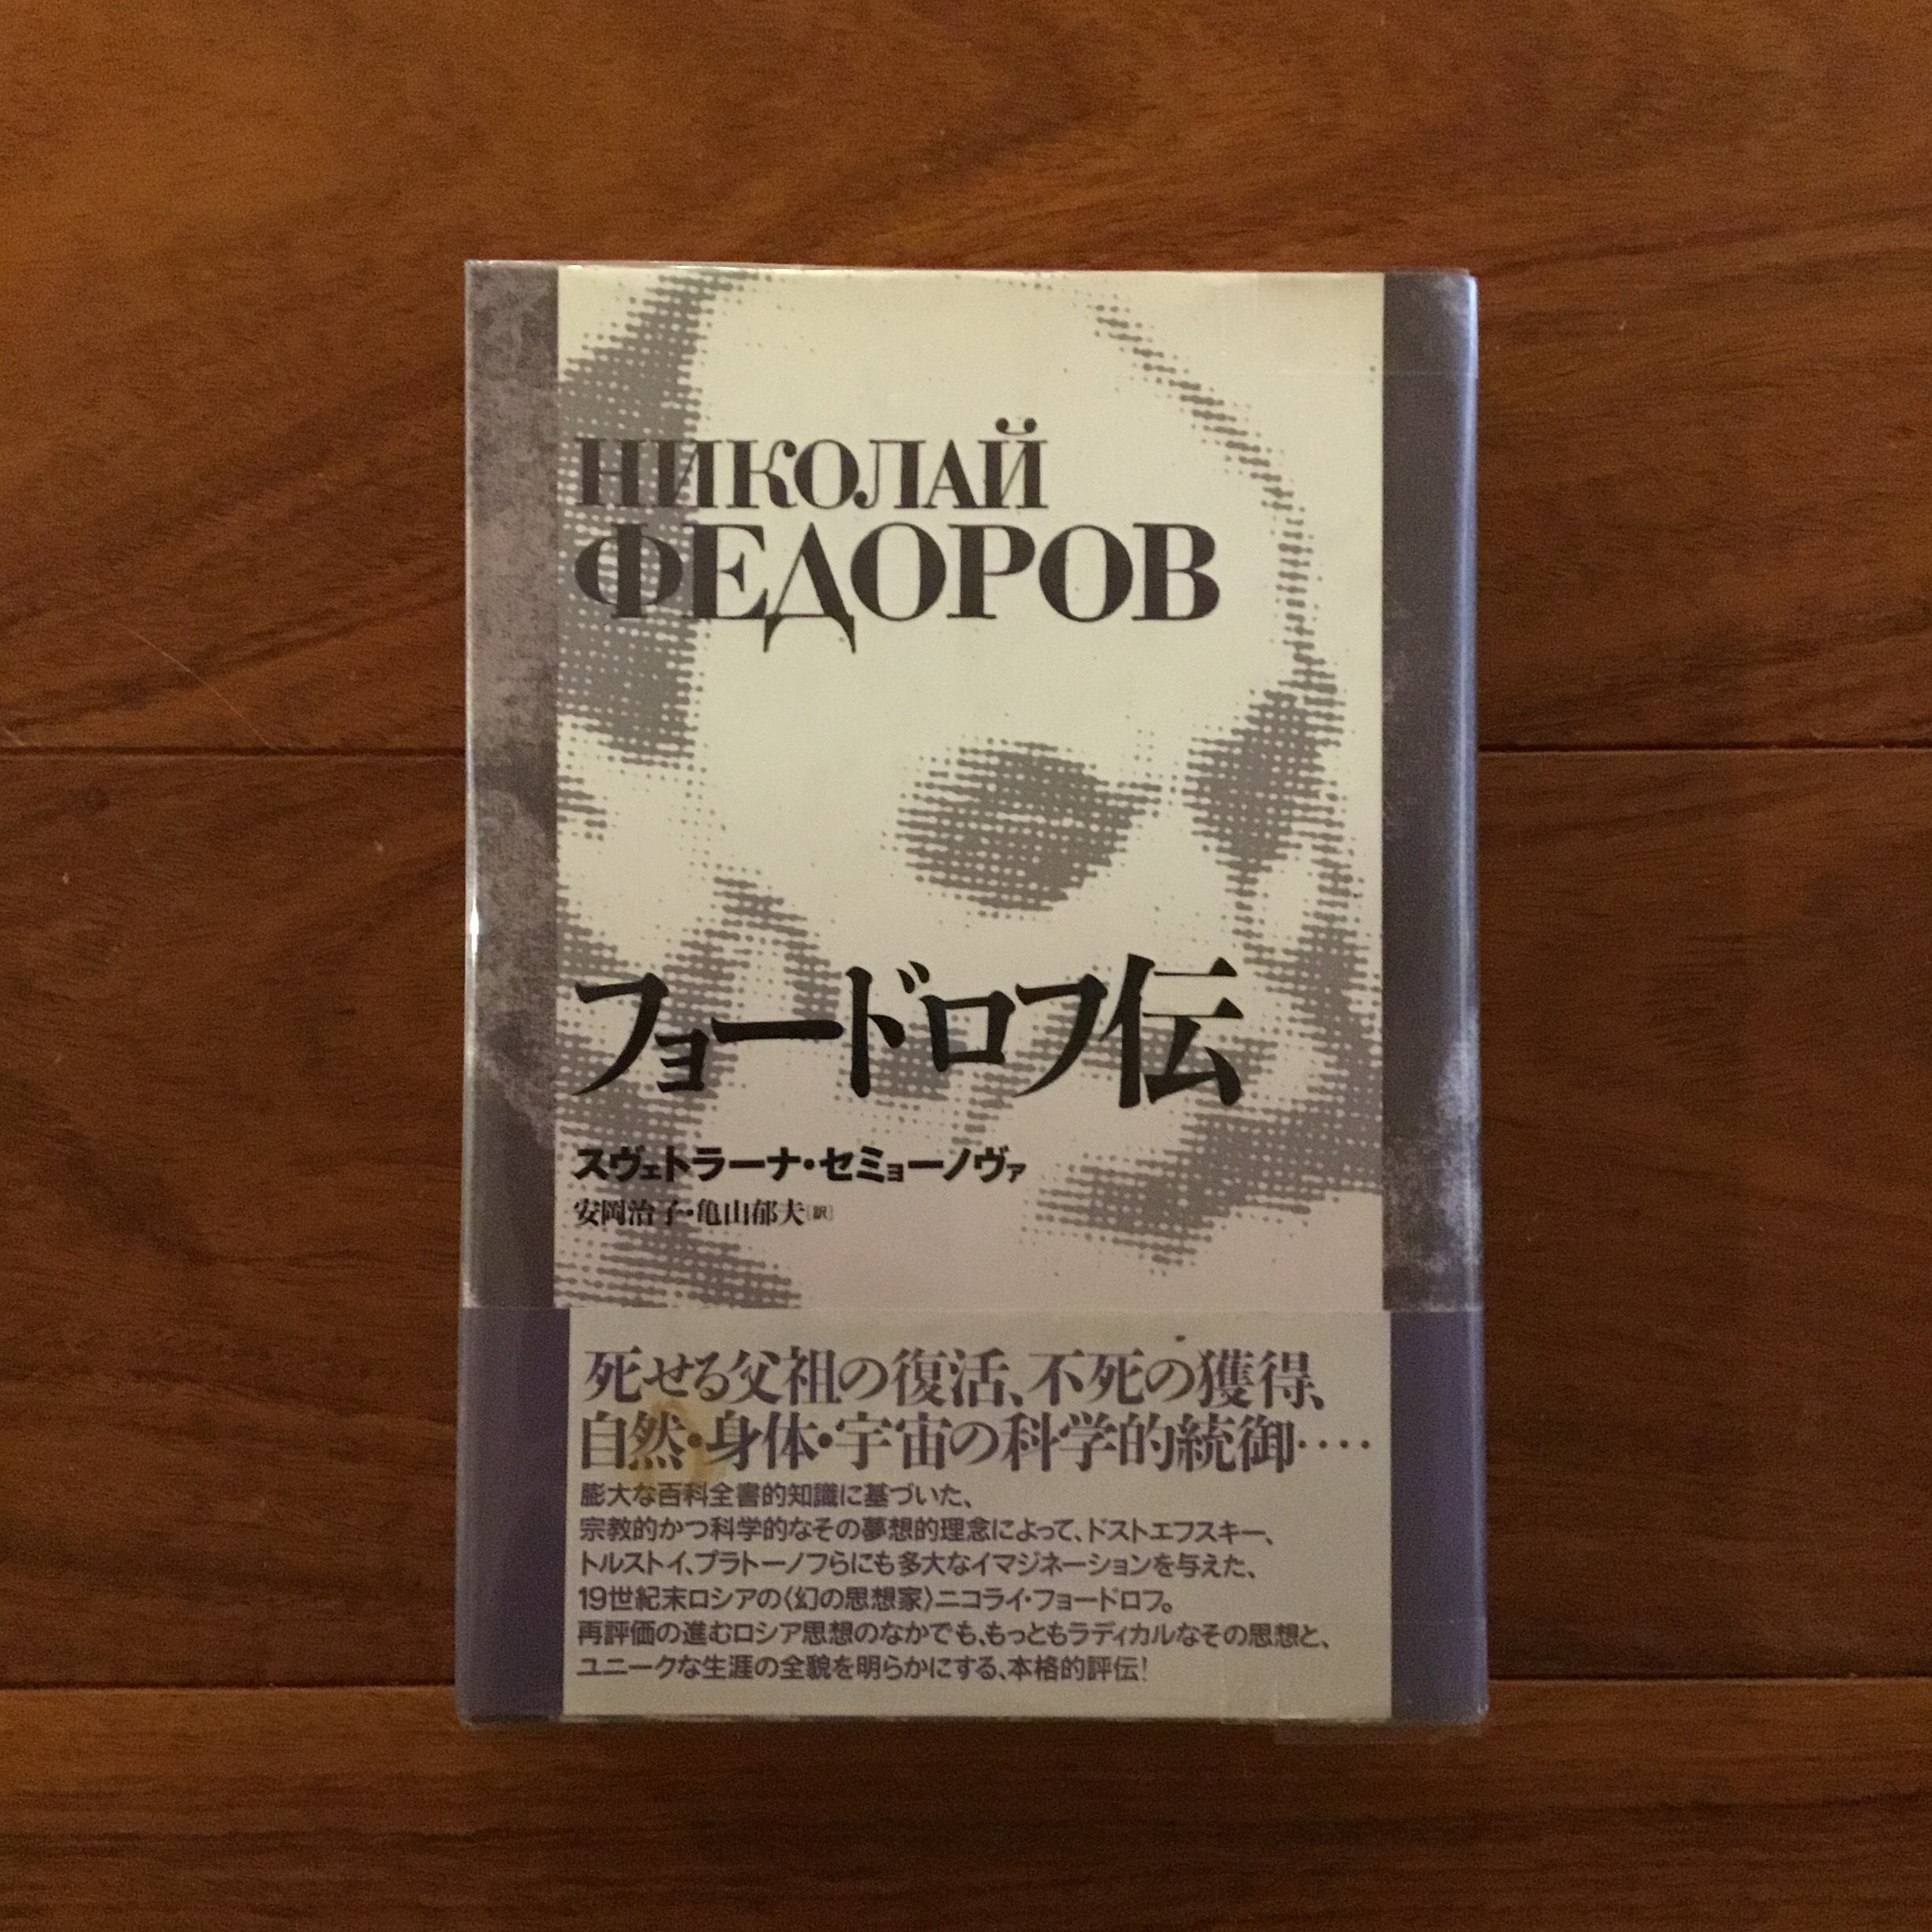 НИКОЛАЙ
ФЕДОРОВ
フョードロフ伝
スヴェトラーナ・セミョーノヴァ
安岡治子・亀山郁夫[訳]
死せる父祖の復活、不死の獲得、
自然・身体・宇宙の科学的統御‥‥
膨大な百科全書的知識に基づいた、
宗教的かつ科学的なその夢想的理念によって、ドストエフスキー、
トルストイ、プラトーノフらにも多大なイマジネーションを与えた、
19世紀末ロシアの〈幻の思想家〉ニコライ・フョードロフ。
再評価の進むロシア思想のなかでも、もっともラディカルなその思想と、
ユニークな生涯の全貌を明らかにする、本格的評伝!